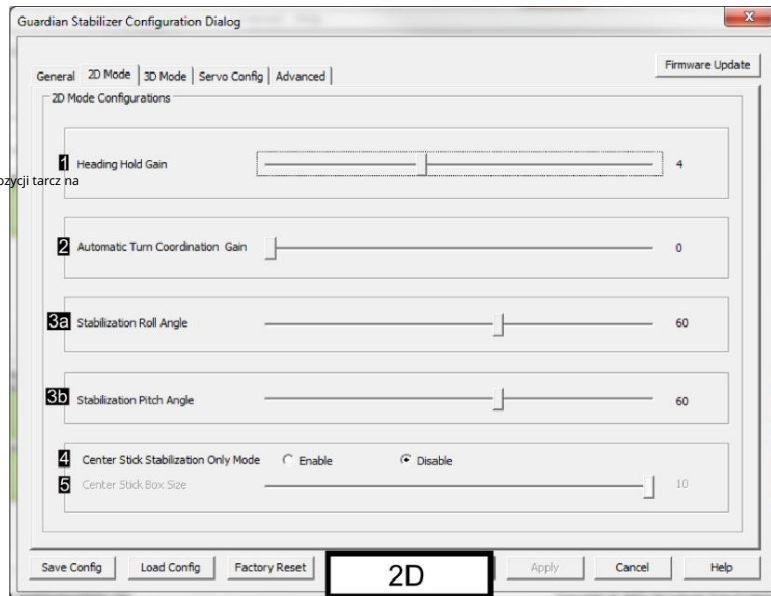 Guardian Stabilizer Configuration Dialog
X
Firmware Update
General 2D Mode 3D Mode Servo Config Advanced
2D Mode Configurations
1 Heading Hold Gain 4
ozycji tarcz na
2 Automatic Turn Coordination Gain 0
3a Stabilization Roll Angle 60
3b Stabilization Pitch Angle 60
4 Center Stick Stabilization Only Mode Enable Disable
5 Center Stick Box Size 10
Save Config Load Config Factory Reset 2D Apply Cancel Help